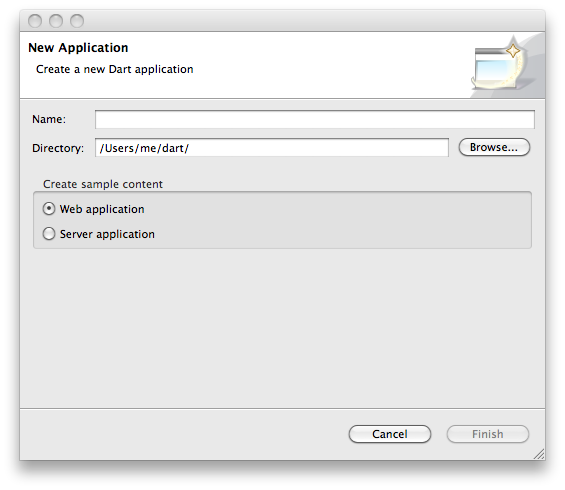 New Application
Create a new Dart application
Name:
Directory: /Users/me/dart/ Browse...
Create sample content
Web application
Server application
Cancel Finish